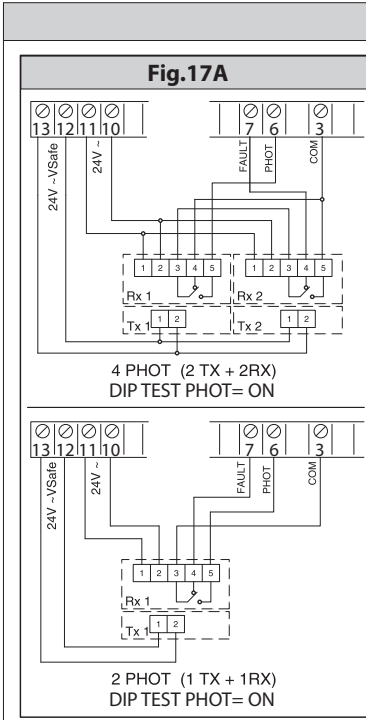 Fig.17A
13 12 11 10 7 6 3
24V ~VSafe 24V ~ FAULT PHOT COM
1 2 3 4 5 1 2 3 4 5
Rx 1 Rx 2
Tx 1 1 2 Tx 2 1 2
4 PHOT (2 TX + 2RX)
DIP TEST PHOT= ON
13 12 11 10 7 6 3
24V ~VSafe 24V ~ FAULT PHOT COM
1 2 3 4 5
Rx 1
Tx 1 1 2
2 PHOT (1 TX + 1RX)
DIP TEST PHOT= ON